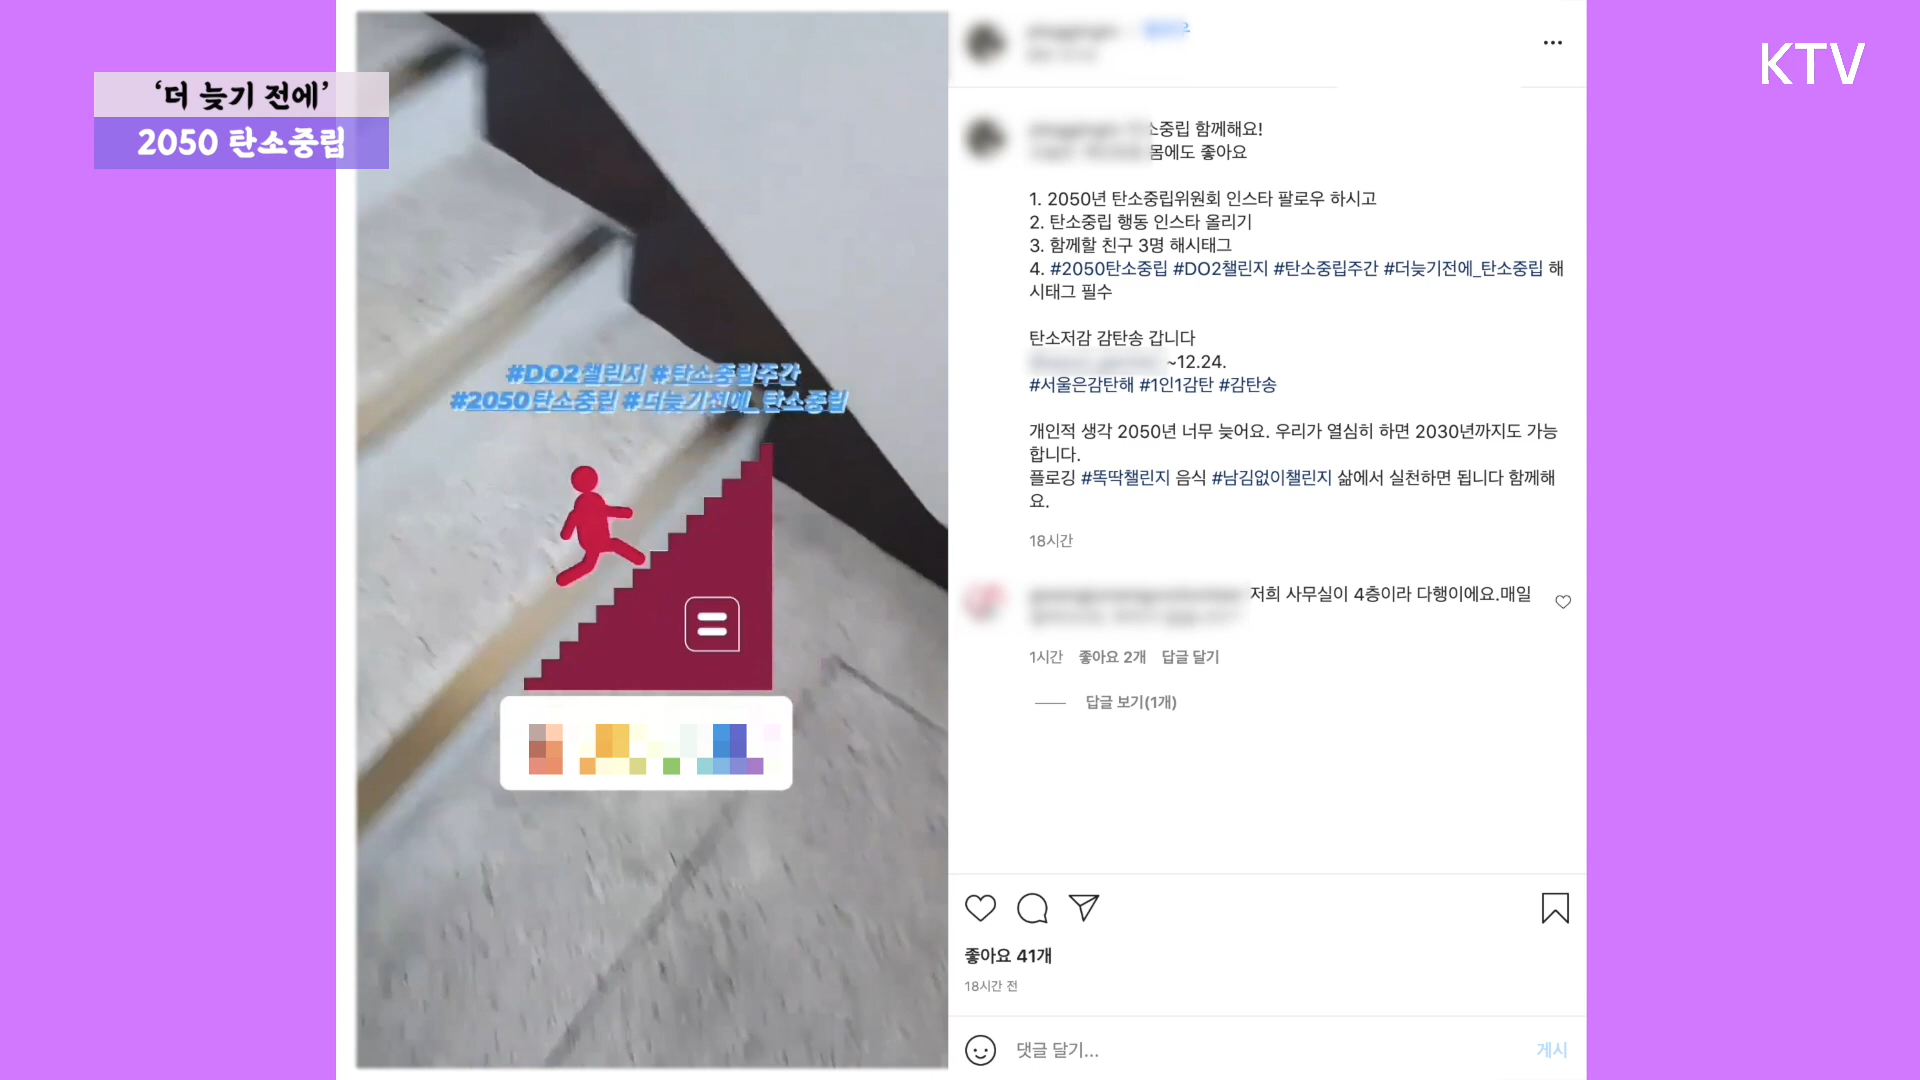 '더 늦기 전에'
2050 탄소중립
KTV
#DO2챌린지 #탄소중립주간
#2050탄소중립 #더늦기전에_탄소중립
소중립 함께해요!
몸에도 좋아요
1. 2050년 탄소중립위원회 인스타 팔로우 하시고
2. 탄소중립 행동 인스타 올리기
3. 함께할 친구 3명 해시태그
4. #2050탄소중립 #DO2챌린지 #탄소중립주간 #더늦기전에_탄소중립 해
시태그 필수
탄소저감 감탄송 갑니다
~12.24.
#서울은감탄해 #1인1감탄 #감탄송
개인적 생각 2050년 너무 늦어요. 우리가 열심히 하면 2030년까지도 가능
합니다.
플로깅 #똑딱챌린지 음식 #남김없이챌린지 삶에서 실천하면 됩니다 함께해
요.
18시간
저희 사무실이 4층이라 다행이에요.매일
1시간 좋아요 2개 답글 달기
답글 보기(1개)
좋아요 41개
18시간 전
댓글 달기...
게시